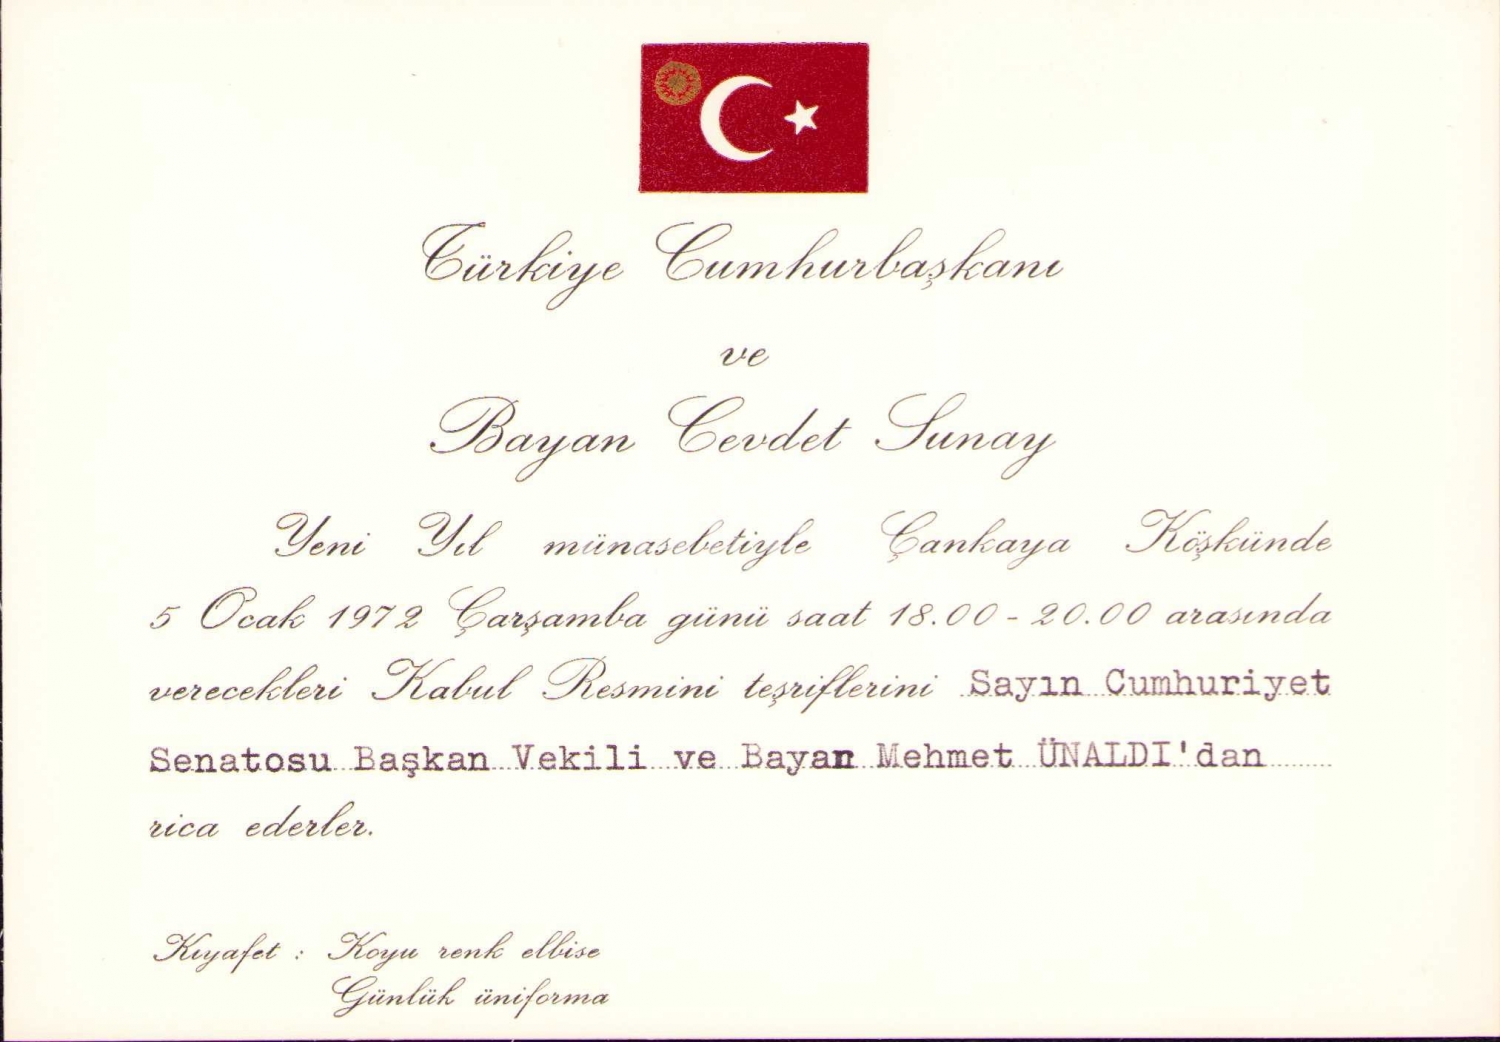 Türkiye Cumhurbaşkanı
ve
Bayan Cevdet Sunay
Yeni Yıl münasebetiyle Çankaya Köşkünde
5 Ocak 1972 Çarşamba günü saat 18.00 - 20.00 arasında
verecekleri Kabul Resmini teşriflerini Sayın Cumhuriyet
Senatosu Başkan Vekili ve Bayan Mehmet ÜNALDI'dan
rica ederler.
Kıyafet : Koyu renk elbise
Günlük üniforma